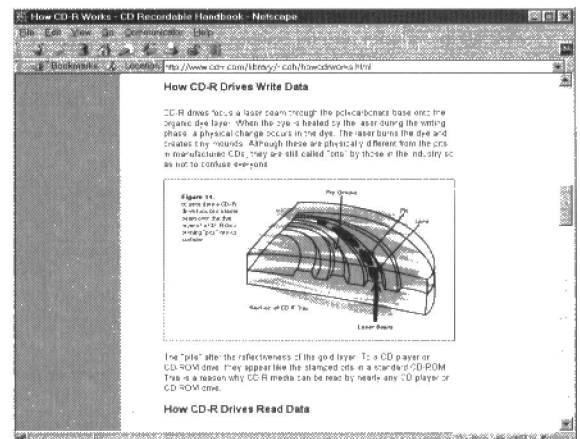 How CD-R Works - CD Recordable Handbook - Netscape
File Edit View Go Communicator Help
Bookmarks Location http://www.cd-r.com/library/
How CD-R Drives Write Data
CD-R drives focus a laser beam through the polycarbonate base onto the
organic dye layer. When the dye is heated by the laser during the writing
phase, a physical change occurs in the dye. The laser burns the dye and
creates tiny mounds. Although these are physically different from the pits
in manufactured CDs, they are still called "pits" by those in the industry so
as not to confuse everyone.
Pre Groove
Figure 11.
Pit
Land
Section of CD-R Disc
Laser Beam
The "pits" alter the reflectiveness of the gold layer. To a CD player or
CD-ROM drive, they appear like the stamped pits in a standard CD-ROM.
This is a reason why CD-R media can be read by nearly any CD player or
CD-ROM drive.
How CD-R Drives Read Data